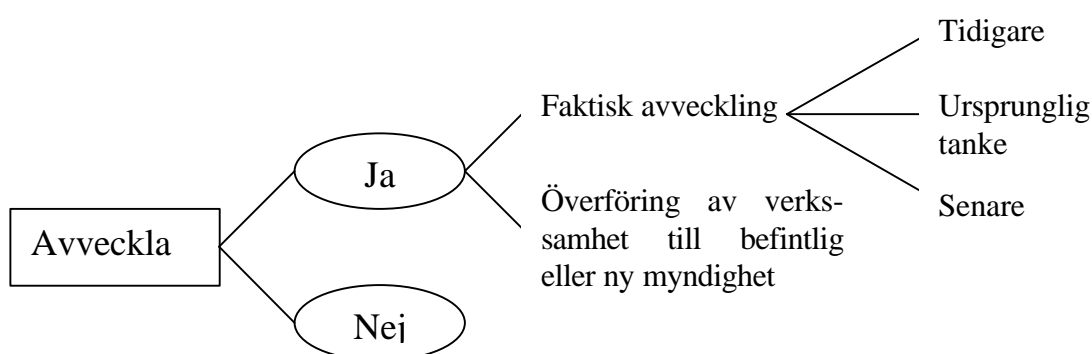 Avveckla
Ja
Nej
Faktisk avveckling
Överföring av verks-
samhet till befintlig
eller ny myndighet
Tidigare
Ursprunglig
tanke
Senare